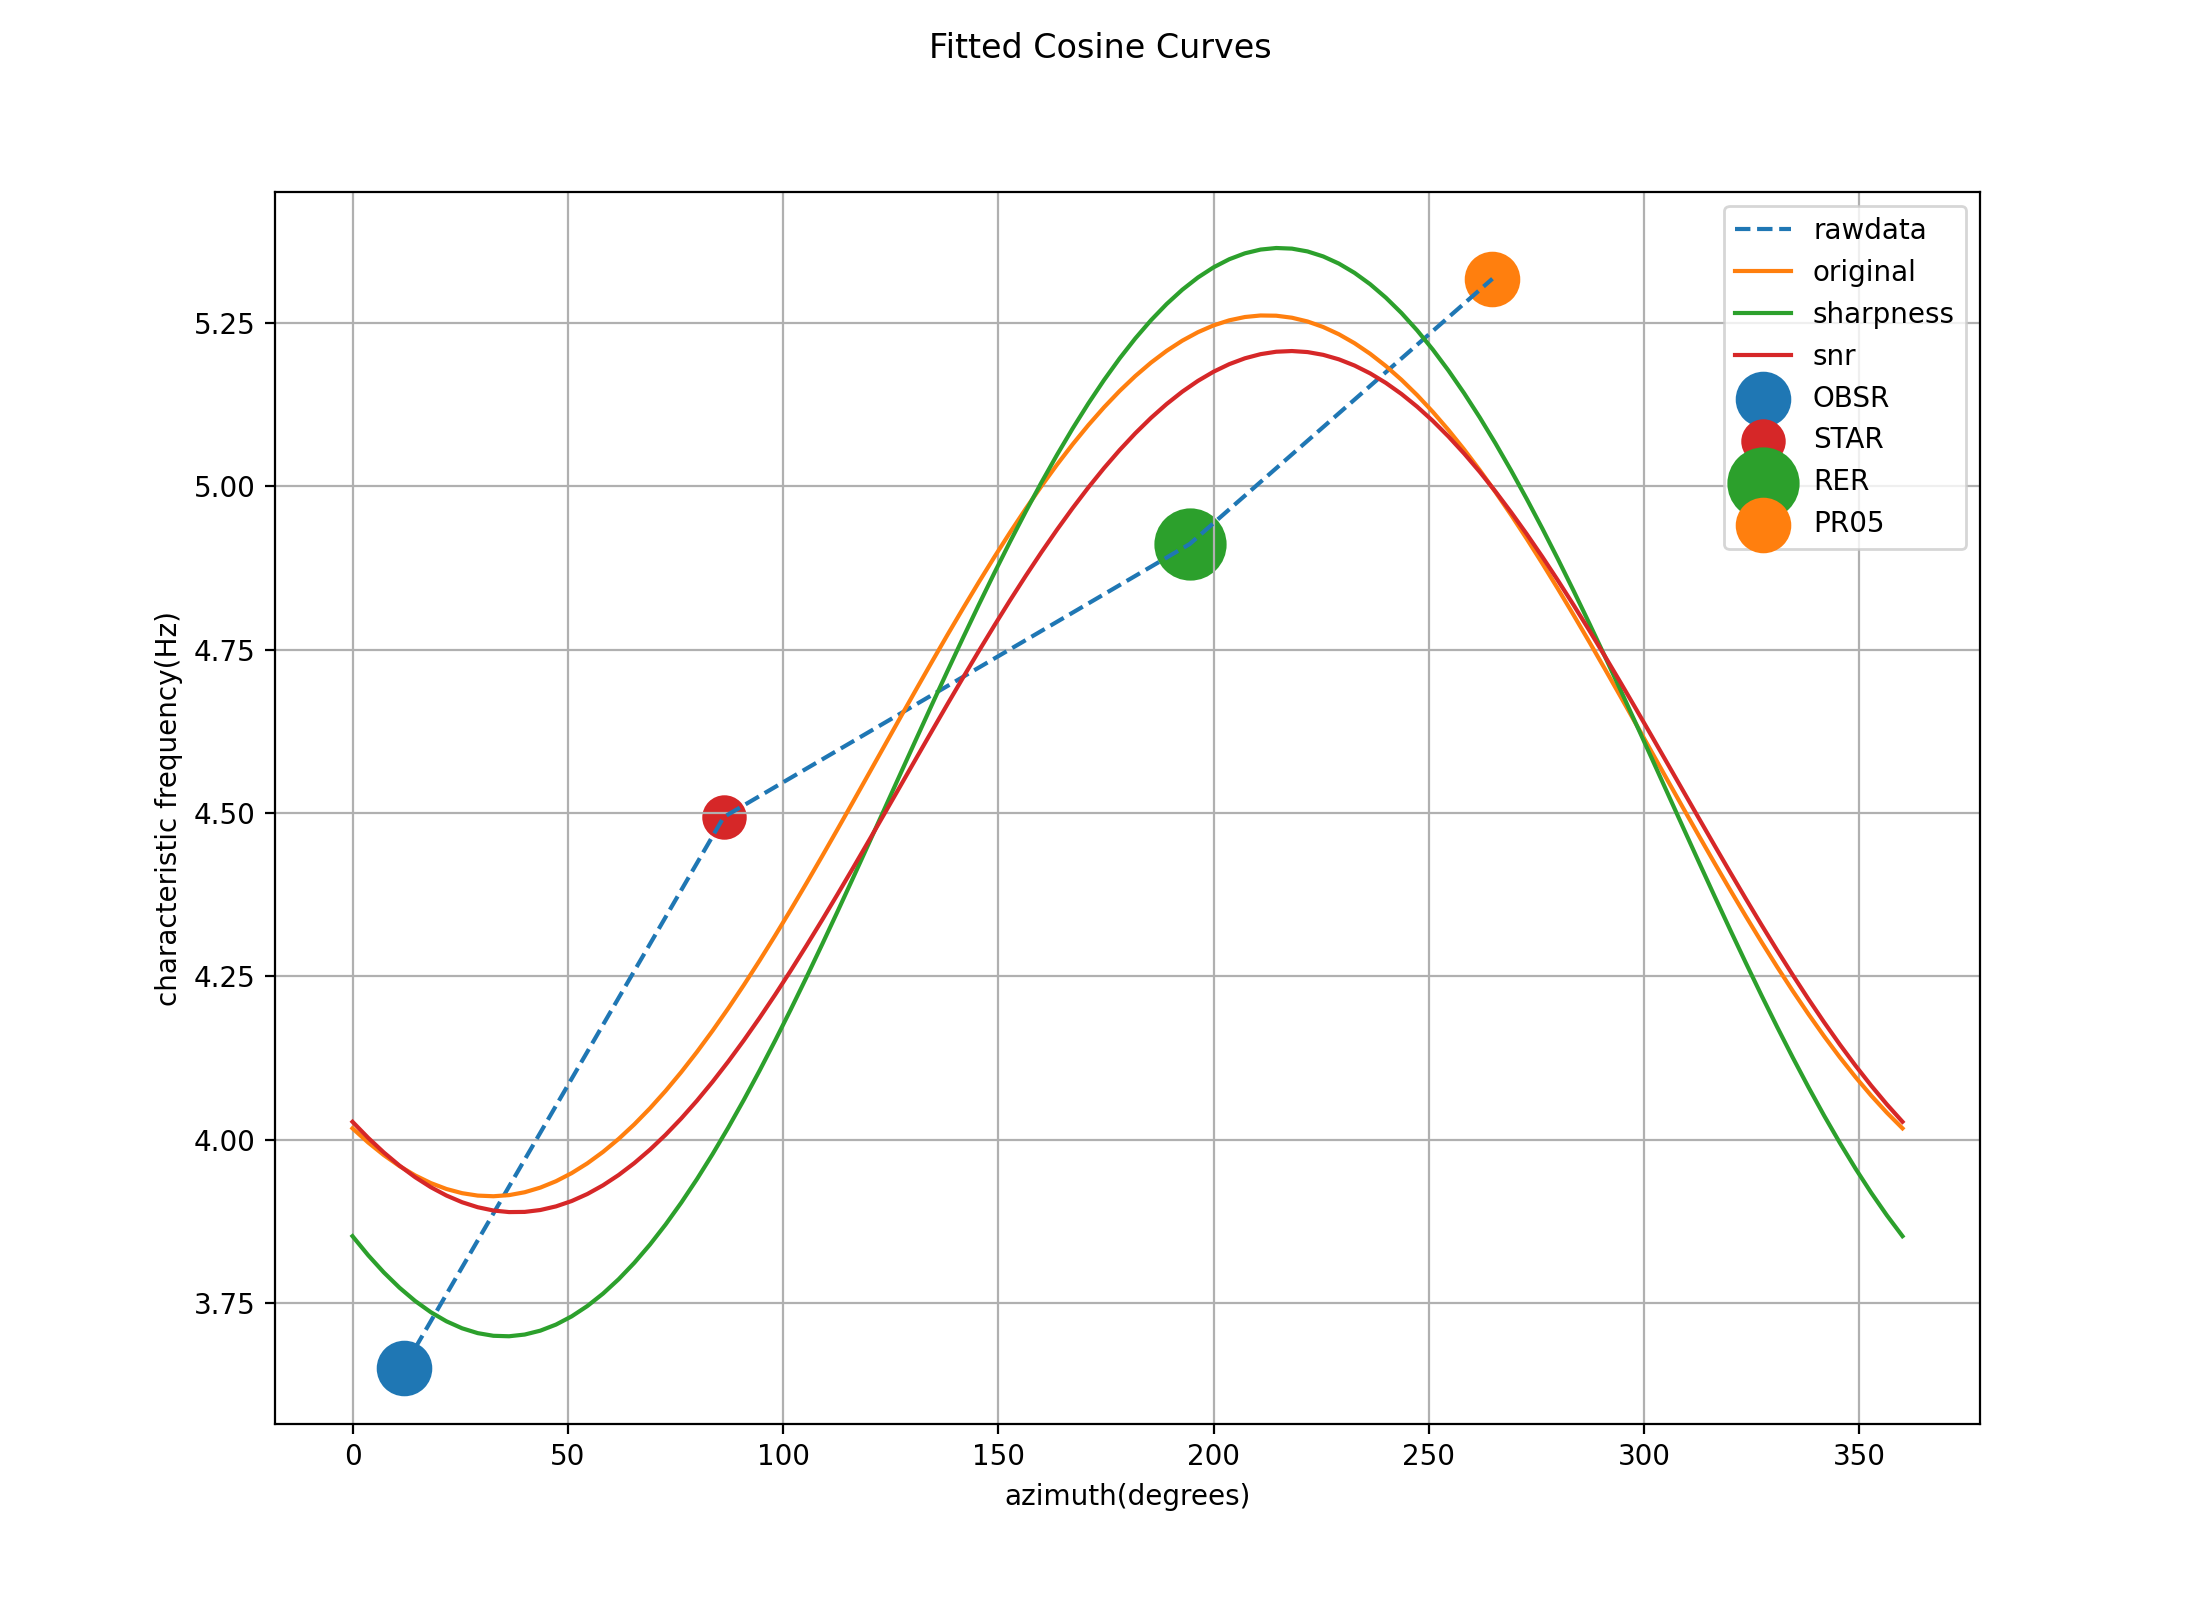 Fitted Cosine Curves
rawdata
original
sharpness
snr
OBSR
STAR
RER
PR05
5.25
5.00
4.75
4.50
4.25
4.00
3.75
characteristic frequency(Hz)
0 50 100 150 200 250 300 350
azimuth(degrees)